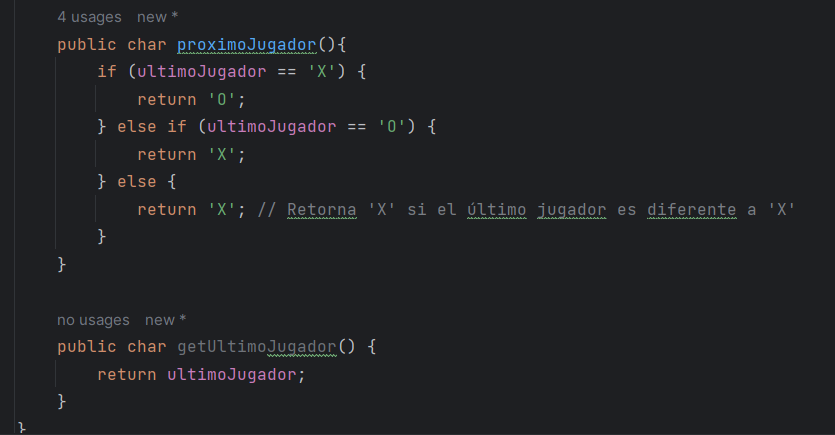 4 usages   new *
public char proximoJugador(){
    if (ultimoJugador == 'X') {
        return 'O';
    } else if (ultimoJugador == 'O') {
        return 'X';
    } else {
        return 'X'; // Retorna 'X' si el último jugador es diferente a 'X'
    }
}
no usages   new *
public char getUltimoJugador() {
    return ultimoJugador;
}
}